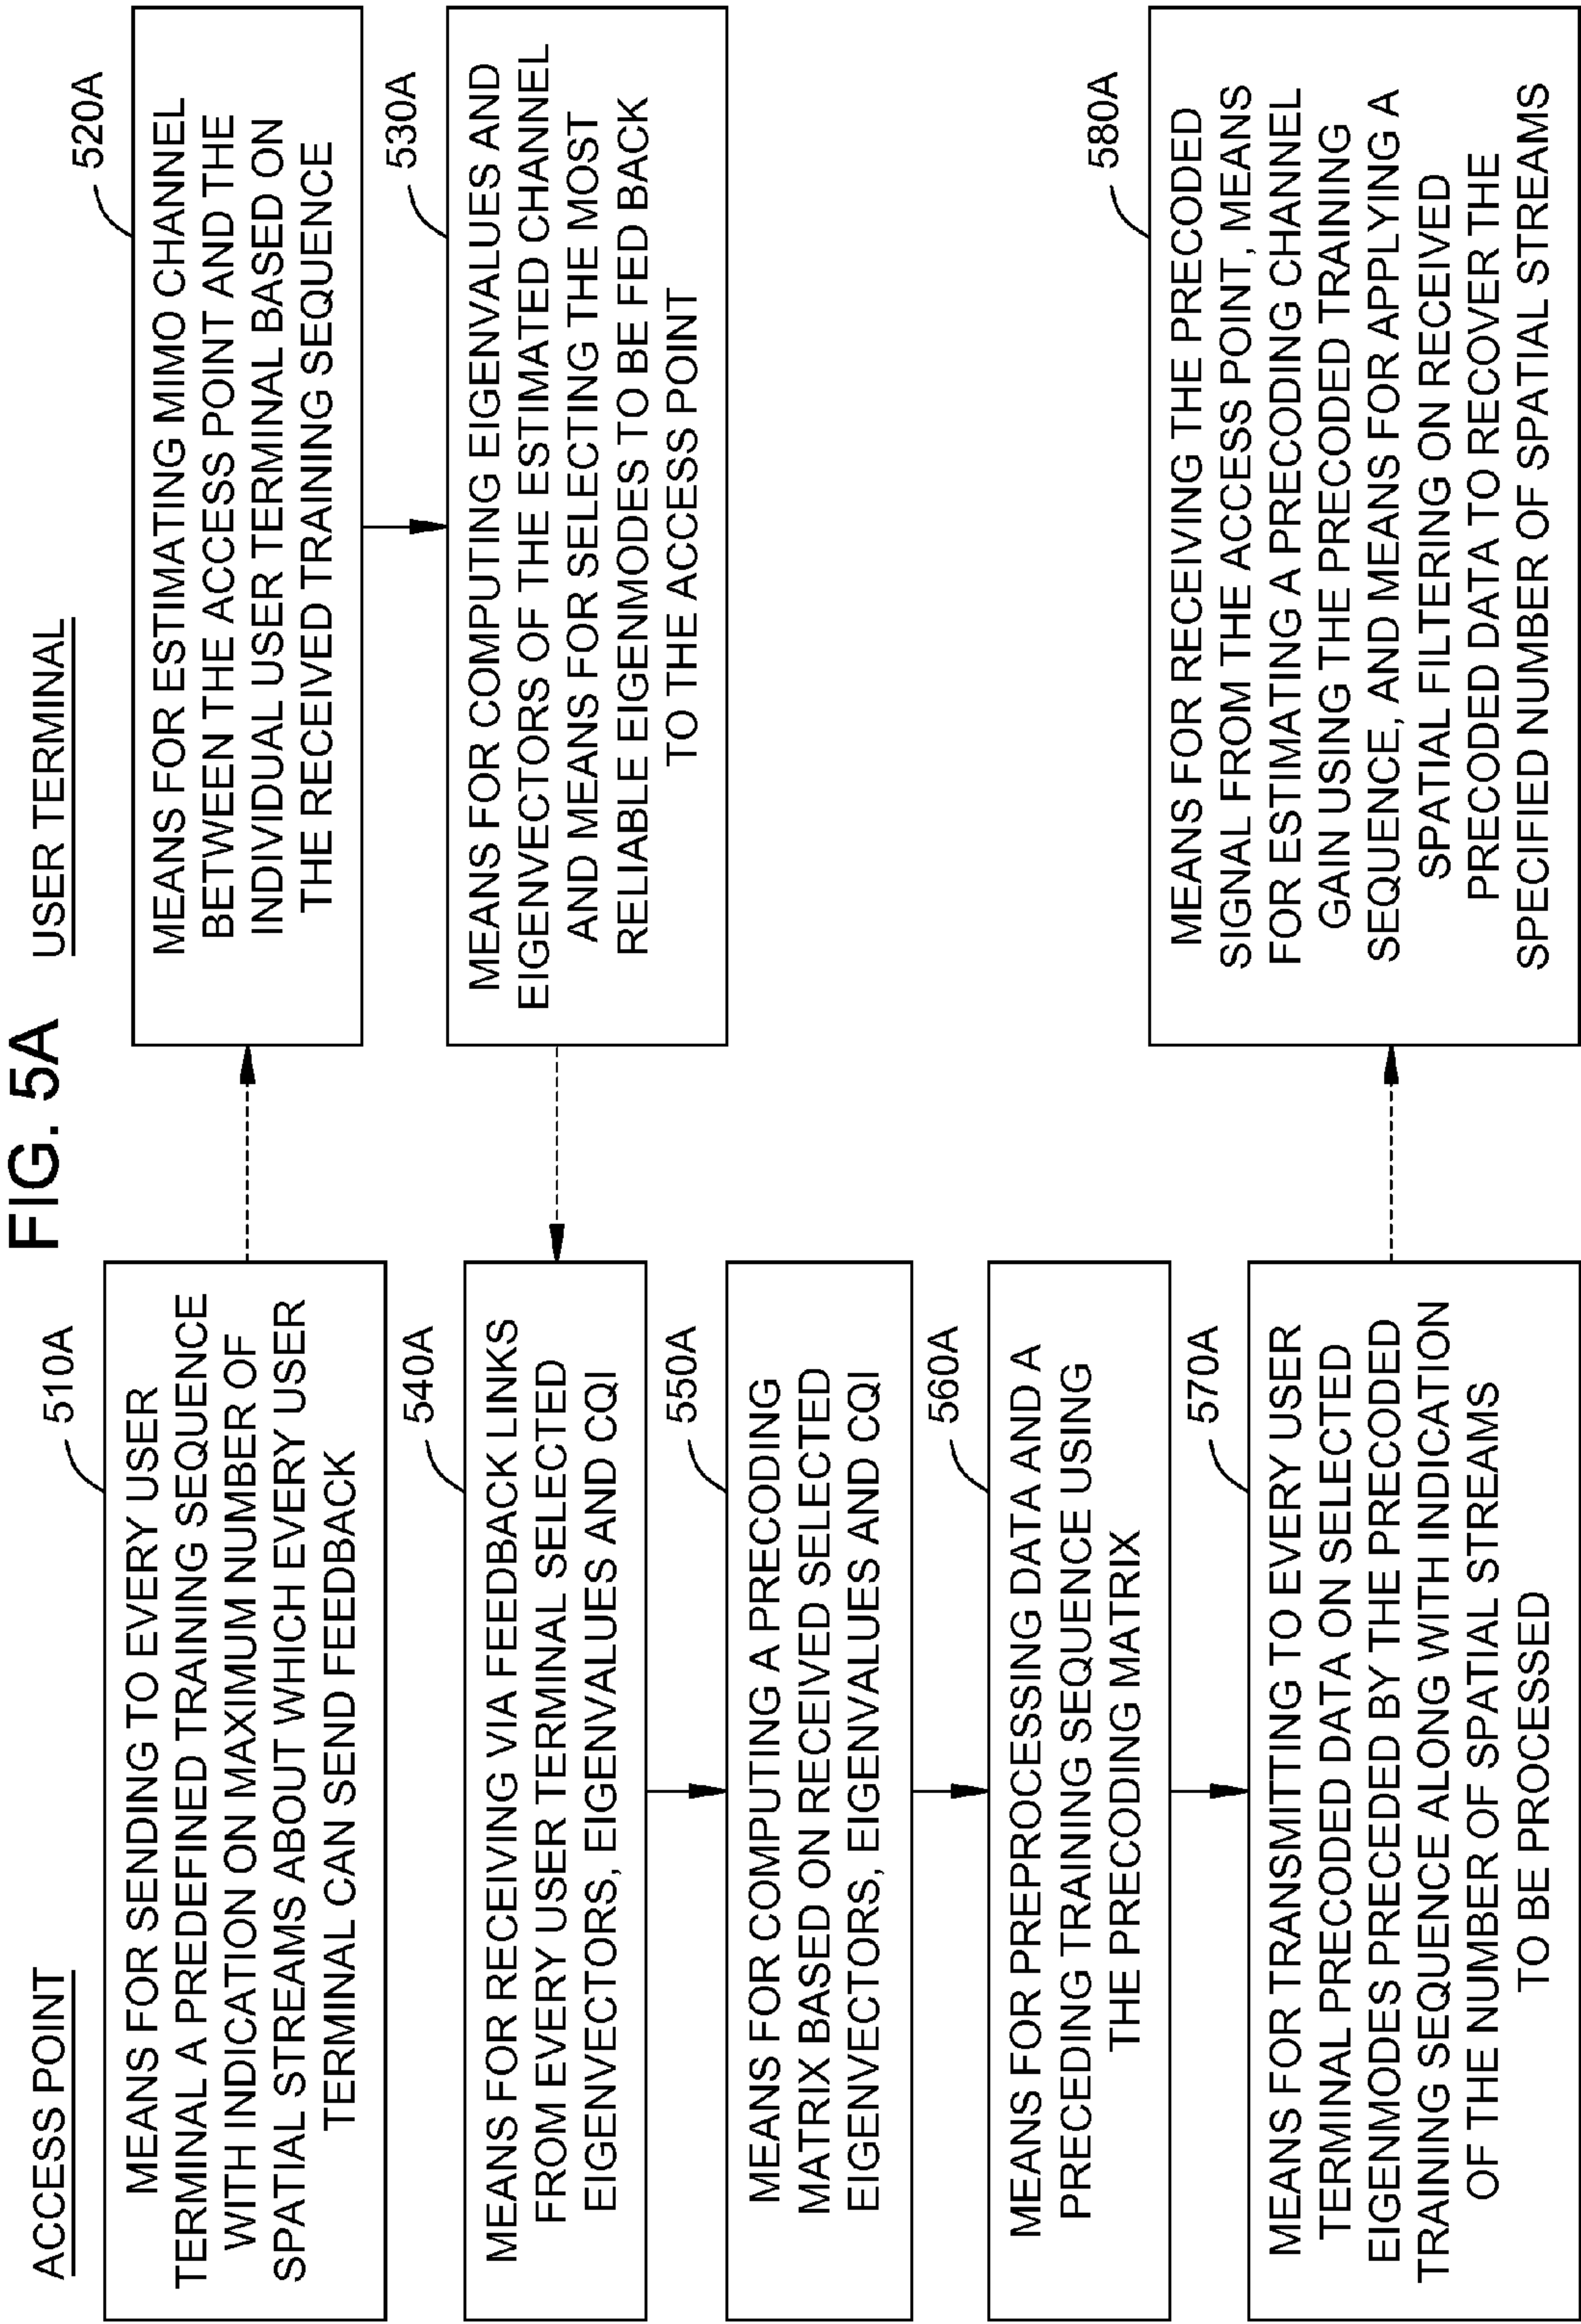 FIG. 5A
ACCESS POINT
USER TERMINAL
510A
MEANS FOR SENDING TO EVERY USER
TERMINAL A PREDEFINED TRAINING SEQUENCE
WITH INDICATION ON MAXIMUM NUMBER OF
SPATIAL STREAMS ABOUT WHICH EVERY USER
TERMINAL CAN SEND FEEDBACK
520A
MEANS FOR ESTIMATING MIMO CHANNEL
BETWEEN THE ACCESS POINT AND THE
INDIVIDUAL USER TERMINAL BASED ON
THE RECEIVED TRAINING SEQUENCE
530A
MEANS FOR COMPUTING EIGENVALUES AND
EIGENVECTORS OF THE ESTIMATED CHANNEL
AND MEANS FOR SELECTING THE MOST
RELIABLE EIGENMODES TO BE FED BACK
TO THE ACCESS POINT
540A
MEANS FOR RECEIVING VIA FEEDBACK LINKS
FROM EVERY USER TERMINAL SELECTED
EIGENVECTORS, EIGENVALUES AND CQI
550A
MEANS FOR COMPUTING A PRECODING
MATRIX BASED ON RECEIVED SELECTED
EIGENVECTORS, EIGENVALUES AND CQI
560A
MEANS FOR PREPROCESSING DATA AND A
PRECEDING TRAINING SEQUENCE USING
THE PRECODING MATRIX
570A
MEANS FOR TRANSMITTING TO EVERY USER
TERMINAL PRECODED DATA ON SELECTED
EIGENMODES PRECEDED BY THE PRECODED
TRAINING SEQUENCE ALONG WITH INDICATION
OF THE NUMBER OF SPATIAL STREAMS
TO BE PROCESSED
580A
MEANS FOR RECEIVING THE PRECODED
SIGNAL FROM THE ACCESS POINT, MEANS
FOR ESTIMATING A PRECODING CHANNEL
GAIN USING THE PRECODED TRAINING
SEQUENCE, AND MEANS FOR APPLYING A
SPATIAL FILTERING ON RECEIVED
PRECODED DATA TO RECOVER THE
SPECIFIED NUMBER OF SPATIAL STREAMS